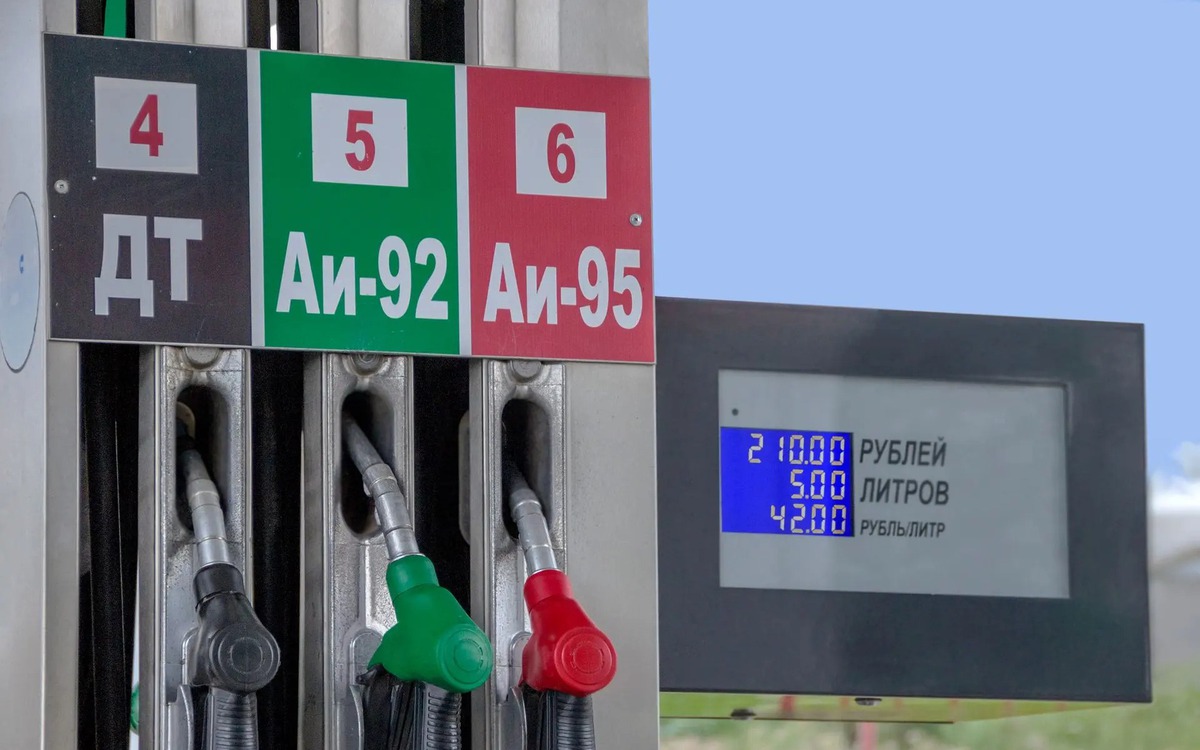 4
ДТ
5
Аи-92
6
Аи-95
210.00 РУБЛЕЙ
5.00 ЛИТРОВ
42.00 РУБЛЬ/ЛИТР